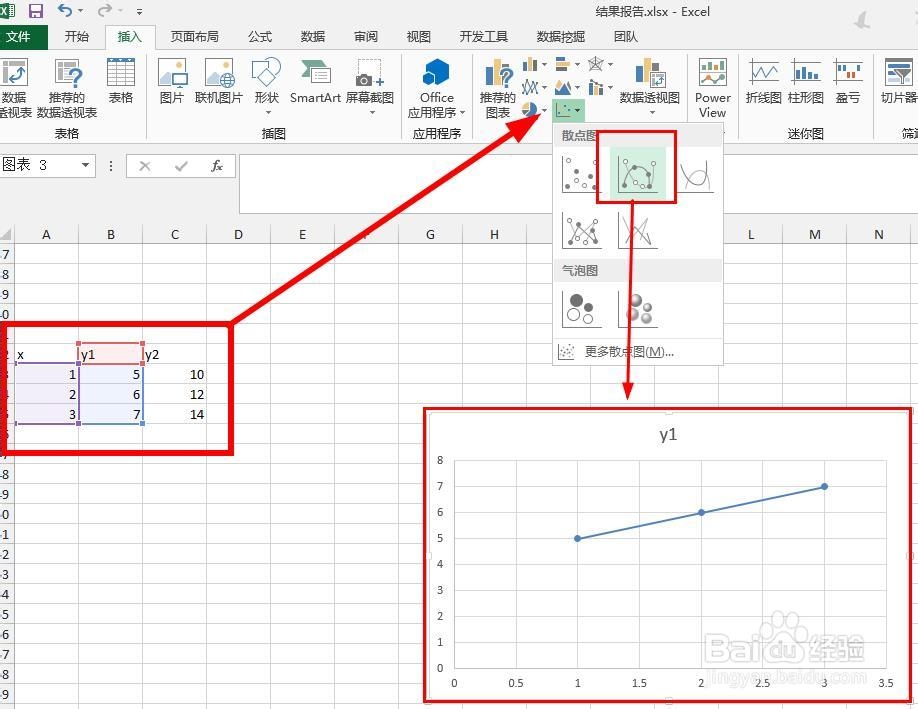 结果报告.xlsx - Excel
文件 开始 插入 页面布局 公式 数据 审阅 视图 开发工具 数据挖掘 团队
数据 推荐的 表格 图片 联机图片 形状 SmartArt 屏幕截图 Office 推荐的 数据透视图 Power 折线图 柱形图 盈亏 切片器
透视表 数据透视表 应用程序 图表 View
表格 插图 应用程序 迷你图
散点图
图表 3 fx
A B C D E G H L M N
气泡图
更多散点图(M)...
x y1 y2
1 5 10
2 6 12
3 7 14
y1
8
7
6
5
4
3
2
1
0
0 0.5 1 1.5 2 2.5 3 3.5
Baidu 经验
jingyan.baidu.com